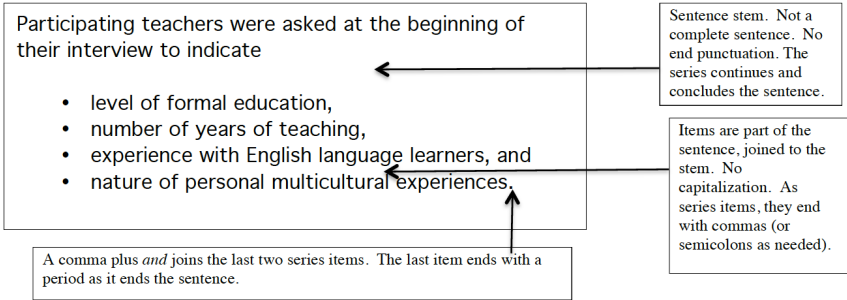 Participating teachers were asked at the beginning of
their interview to indicate
• level of formal education,
• number of years of teaching,
• experience with English language learners, and
• nature of personal multicultural experiences.
Sentence stem. Not a
complete sentence. No
end punctuation. The
series continues and
concludes the sentence.
Items are part of the
sentence, joined to the
stem. No
capitalization. As
series items, they end
with commas (or
semicolons as needed).
A comma plus and joins the last two series items. The last item ends with a
period as it ends the sentence.